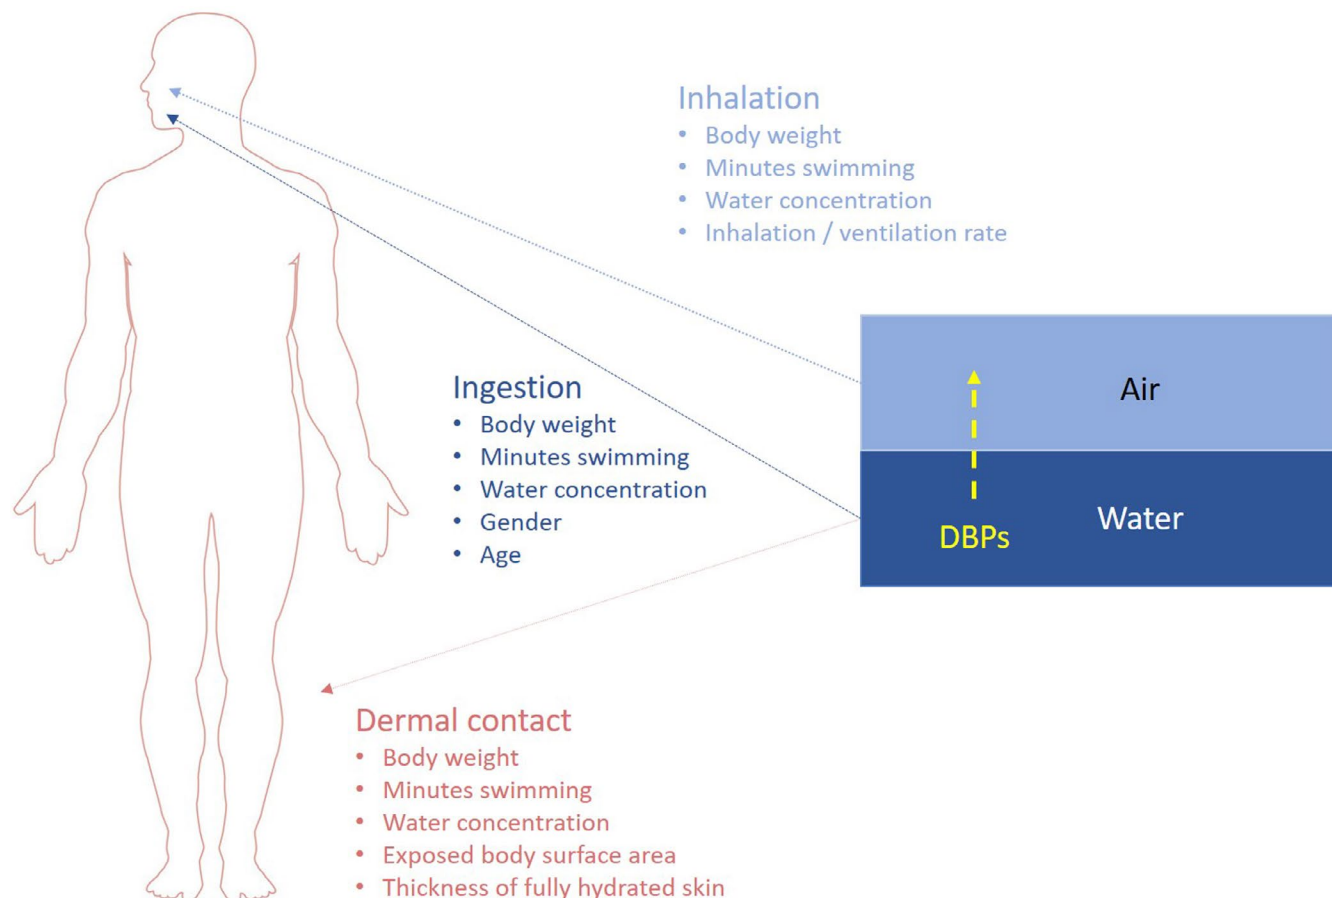 Inhalation
• Body weight
• Minutes swimming
• Water concentration
• Inhalation / ventilation rate
Air
Water
DBPs
Ingestion
• Body weight
• Minutes swimming
• Water concentration
• Gender
• Age
Dermal contact
• Body weight
• Minutes swimming
• Water concentration
• Exposed body surface area
• Thickness of fully hydrated skin